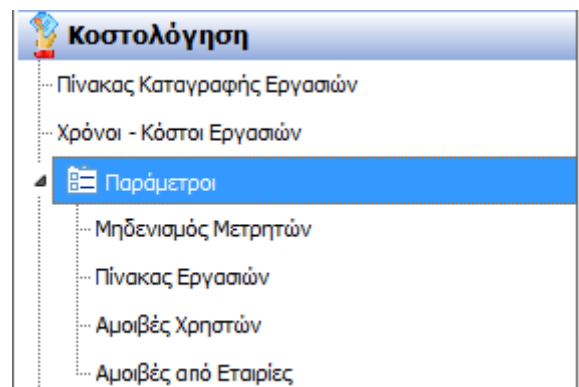 Κοστολόγηση
Πίνακας Καταγραφής Εργασιών
Χρόνοι - Κόστοι Εργασιών
Παράμετροι
Μηδενισμός Μετρητών
Πίνακας Εργασιών
Αμοιβές Χρηστών
Αμοιβές από Εταιρίες